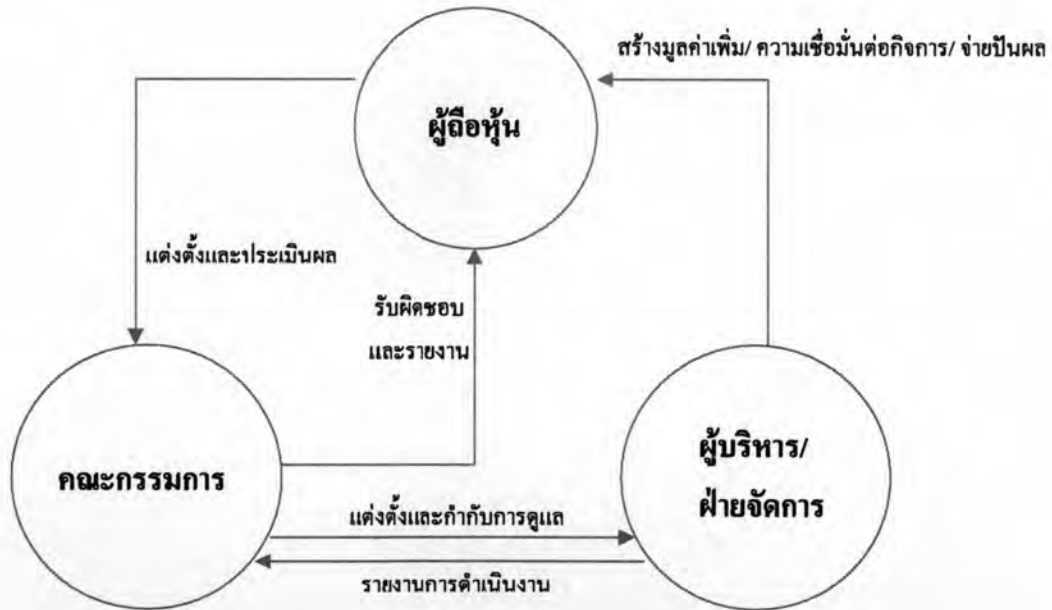 สร้างมูลค่าเพิ่ม/ ความเชื่อมั่นต่อกิจการ/ จ่ายปันผล
ผู้ถือหุ้น
แต่งตั้งและประเมินผล
รับผิดชอบ
และรายงาน
คณะกรรมการ
ผู้บริหาร/
ฝ่ายจัดการ
แต่งตั้งและกำกับการดูแล
รายงานการดำเนินงาน